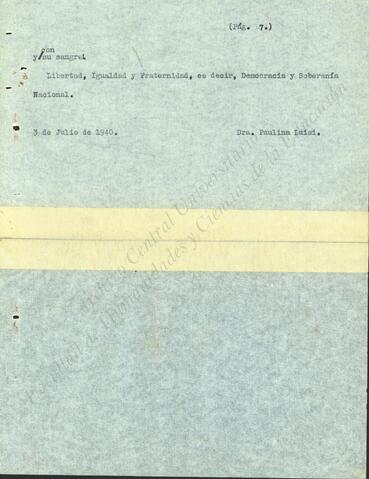 (Pág. 7.)
con
y/su sangre.
Libertad, Igualdad y Fraternidad, es decir, Democracia y Soberanía
Nacional.
3 de Julio de 1940. Dra. Paulina Luisi.
Archivo Central Universitario
Facultad de Humanidades y Ciencias de la Educación